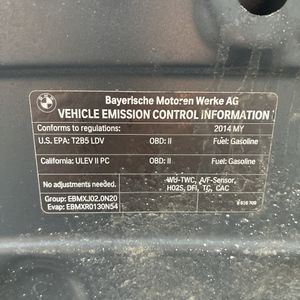 BMW
Bayerische Motoren Werke AG
VEHICLE EMISSION CONTROL INFORMATION
Conforms to regulations: 2014 MY
U.S. EPA: T2B5 LDV OBD: II Fuel: Gasoline
California: ULEV II PC OBD: II Fuel: Gasoline
No adjustments needed. WU-TWC, A/F-Sensor,
HO2S, DFI, TC, CAC
Group: EBMXJ02.0N20
Evap: EBMXR0130N54